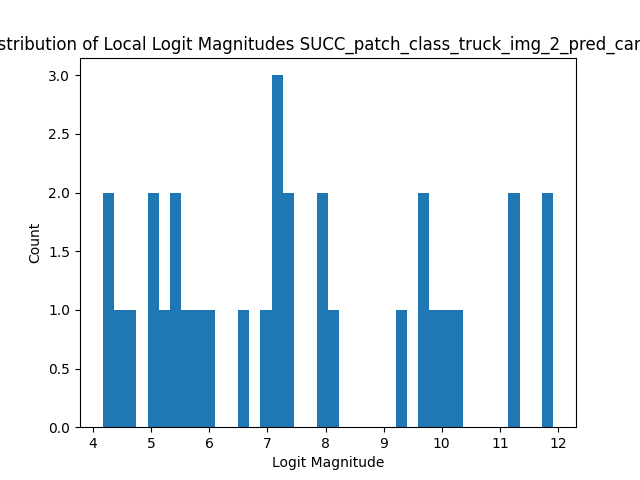 stribution of Local Logit Magnitudes SUCC_patch_class_truck_img_2_pred_car
3.0
2.5
2.0
1.5
1.0
0.5
0.0
Count
4 5 6 7 8 9 10 11 12
Logit Magnitude